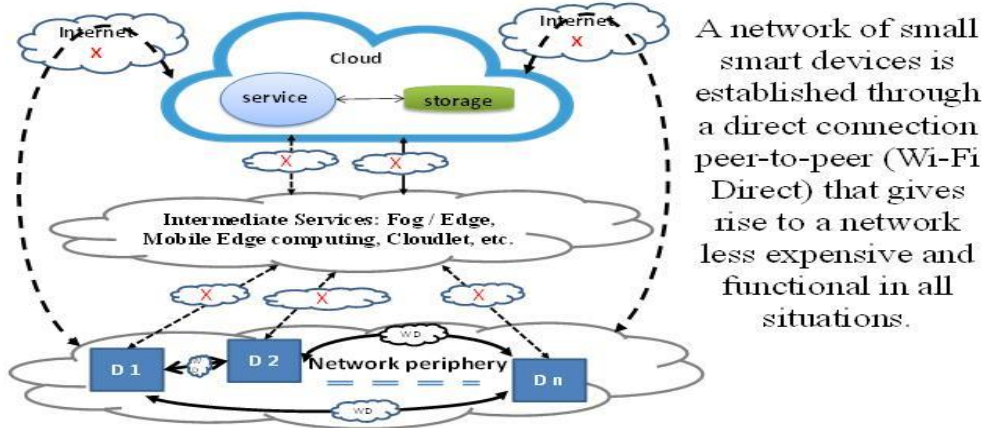 Internet
X
Internet
X
Cloud
service
storage
X
X
Intermediate Services: Fog / Edge,
Mobile Edge computing, Cloudlet, etc.
X
X
X
WD
D 1
D 2
Network periphery
D n
WD
A network of small
smart devices is
established through
a direct connection
peer-to-peer (Wi-Fi
Direct) that gives
rise to a network
less expensive and
functional in all
situations.